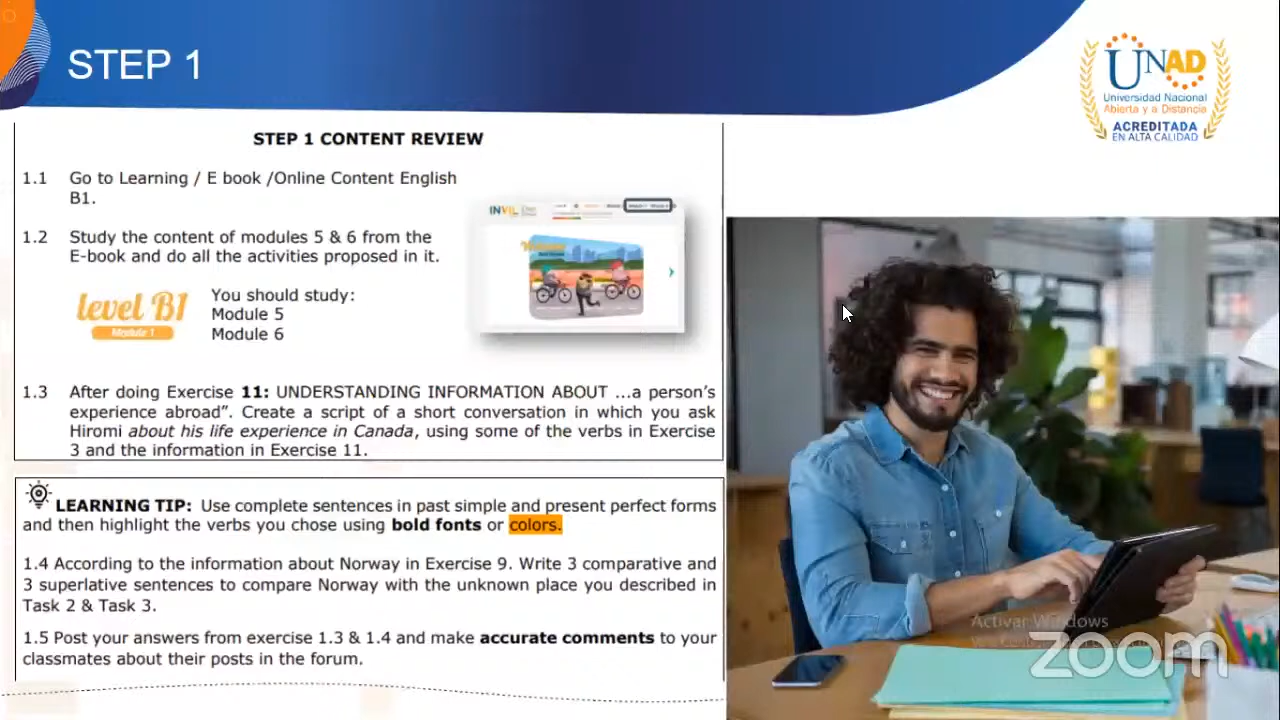 STEP 1
UNAD
Universidad Nacional
Abierta y a Distancia
ACREDITADA
EN ALTA CALIDAD
STEP 1 CONTENT REVIEW
1.1 Go to Learning / E book /Online Content English
B1.
1.2 Study the content of modules 5 & 6 from the
E-book and do all the activities proposed in it.
level B1
Module 1
You should study:
Module 5
Module 6
1.3 After doing Exercise 11: UNDERSTANDING INFORMATION ABOUT ...a person's
experience abroad”. Create a script of a short conversation in which you ask
Hiromi about his life experience in Canada, using some of the verbs in Exercise
3 and the information in Exercise 11.
LEARNING TIP: Use complete sentences in past simple and present perfect forms
and then highlight the verbs you chose using bold fonts or colors.
1.4 According to the information about Norway in Exercise 9. Write 3 comparative and
3 superlative sentences to compare Norway with the unknown place you described in
Task 2 & Task 3.
1.5 Post your answers from exercise 1.3 & 1.4 and make accurate comments to your
classmates about their posts in the forum.
Activar Windows
zoom